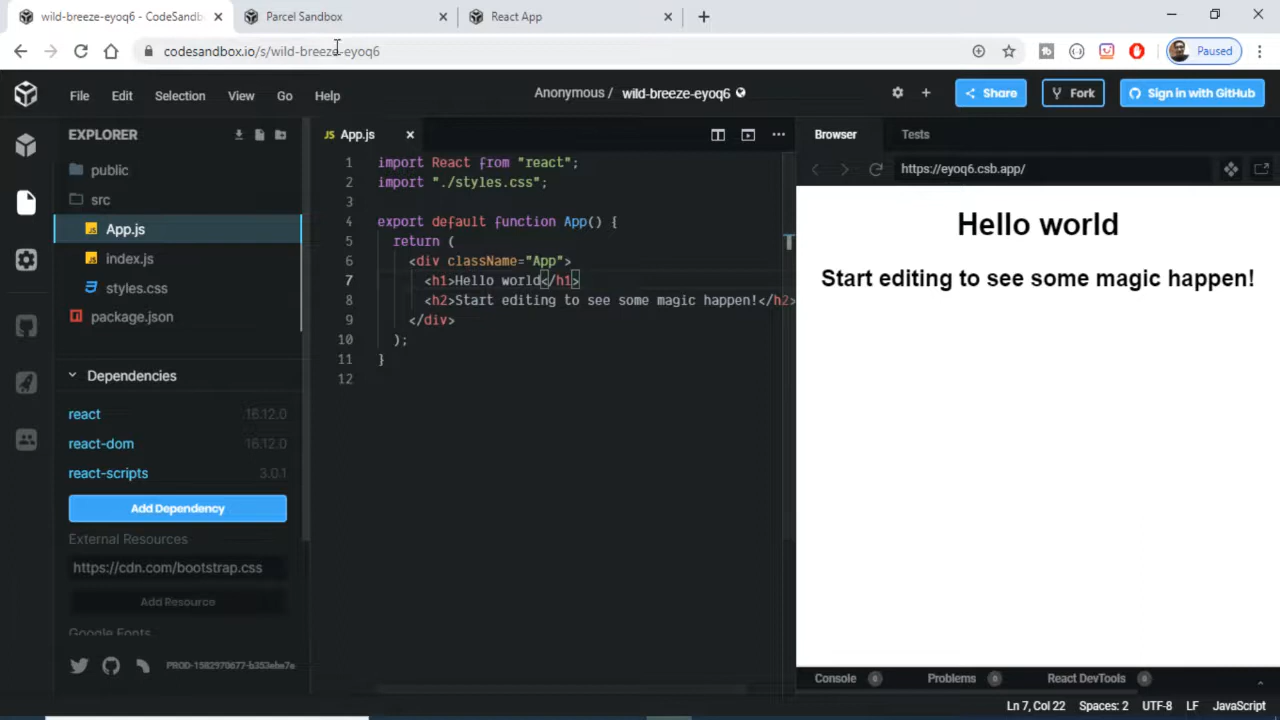 wild-breeze-eyoq6 - CodeSandb
Parcel Sandbox
React App
codesandbox.io/s/wild-breeze-eyoq6
Paused
File Edit Selection View Go Help
Anonymous / wild-breeze-eyoq6
Share
Fork
Sign in with GitHub
EXPLORER
public
src
App.js
index.js
styles.css
package.json
Dependencies
react 16.12.0
react-dom 16.12.0
react-scripts 3.0.1
Add Dependency
External Resources
https://cdn.com/bootstrap.css
Add Resource
Google Fonts
PROD-1582970677-b353ebe7e
JS App.js
1 import React from "react";
2 import "./styles.css";
3
4 export default function App() {
5 return (
6 <div className="App">
7 <h1>Hello world</h1>
8 <h2>Start editing to see some magic happen!</h2>
9 </div>
10 );
11 }
12
Browser Tests
https://eyoq6.csb.app/
Hello world
Start editing to see some magic happen!
Console 0 Problems 0 React DevTools 0
Ln 7, Col 22 Spaces: 2 UTF-8 LF JavaScript